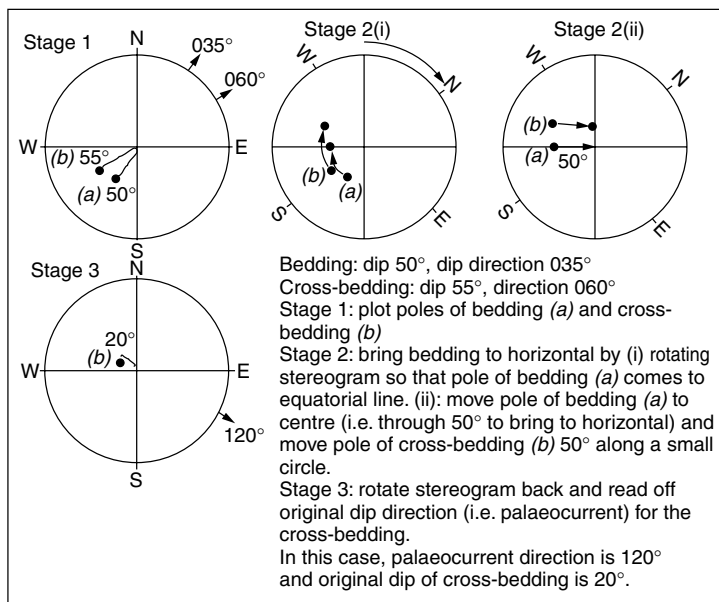 Stage 1
N
035°
060°
W
E
(b) 55°
(a) 50°
S
Stage 2(i)
W
N
(b)
(a)
S
E
Stage 2(ii)
W
N
(b)
(a)
50°
S
E
Stage 3
N
20°
(b)
W
E
120°
S
Bedding: dip 50°, dip direction 035°
Cross-bedding: dip 55°, direction 060°
Stage 1: plot poles of bedding (a) and cross-
bedding (b)
Stage 2: bring bedding to horizontal by (i) rotating
stereogram so that pole of bedding (a) comes to
equatorial line. (ii): move pole of bedding (a) to
centre (i.e. through 50° to bring to horizontal) and
move pole of cross-bedding (b) 50° along a small
circle.
Stage 3: rotate stereogram back and read off
original dip direction (i.e. palaeocurrent) for the
cross-bedding.
In this case, palaeocurrent direction is 120°
and original dip of cross-bedding is 20°.